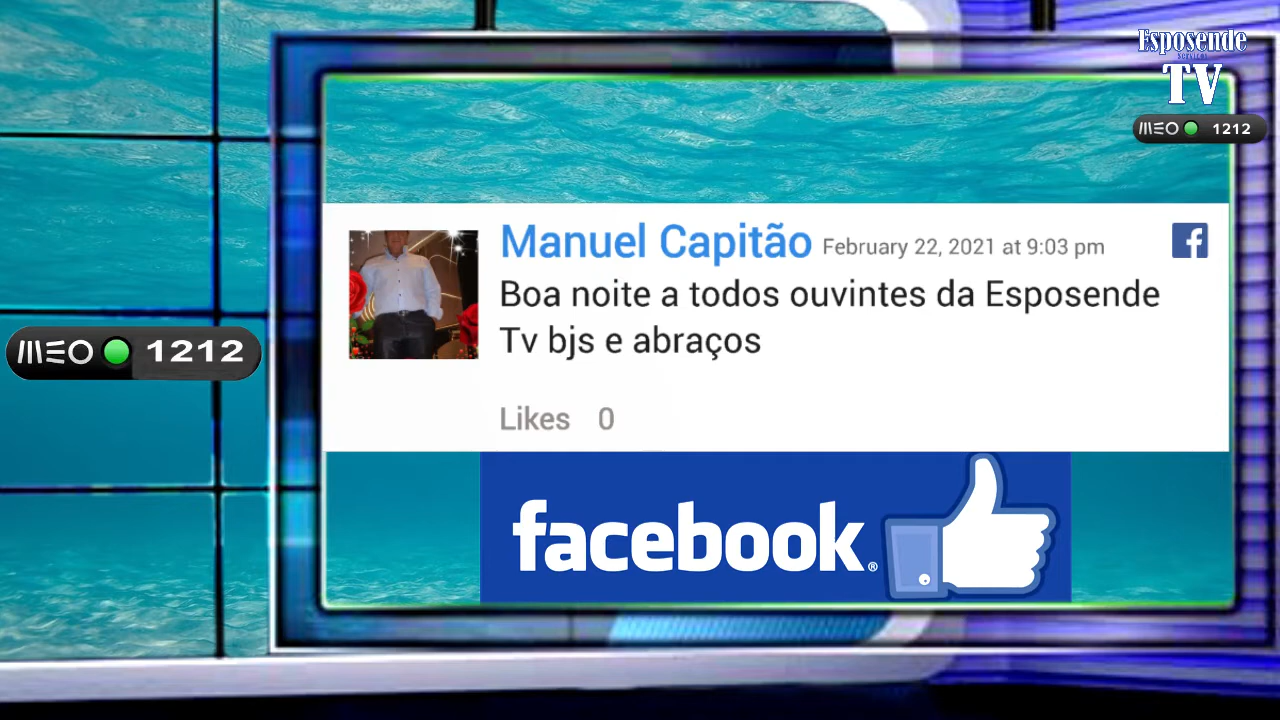 Esposende
TV
MEO 1212
Manuel Capitão February 22, 2021 at 9:03 pm
Boa noite a todos ouvintes da Esposende
Tv bjs e abraços
MEO 1212
Likes 0
facebook®